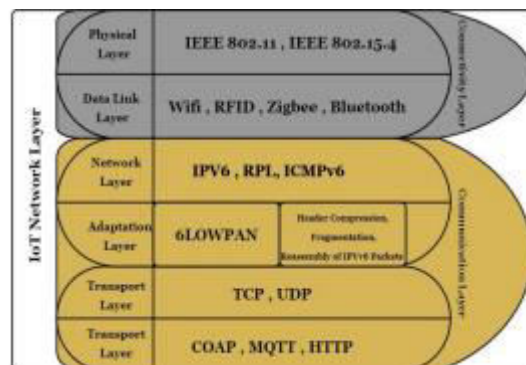 IoT Network Layer
Physical
Layer
IEEE 802.11 , IEEE 802.15.4
Data Link
Layer
Wifi , RFID , Zigbee , Bluetooth
Connectivity Layer
Network
Layer
IPV6 , RPL, ICMPv6
Adaptation
Layer
6LOWPAN
Header Compression,
Fragmentation,
Reassembly of IPVv6 Packets
Transport
Layer
TCP , UDP
Transport
Layer
COAP , MQTT , HTTP
Communication Layer